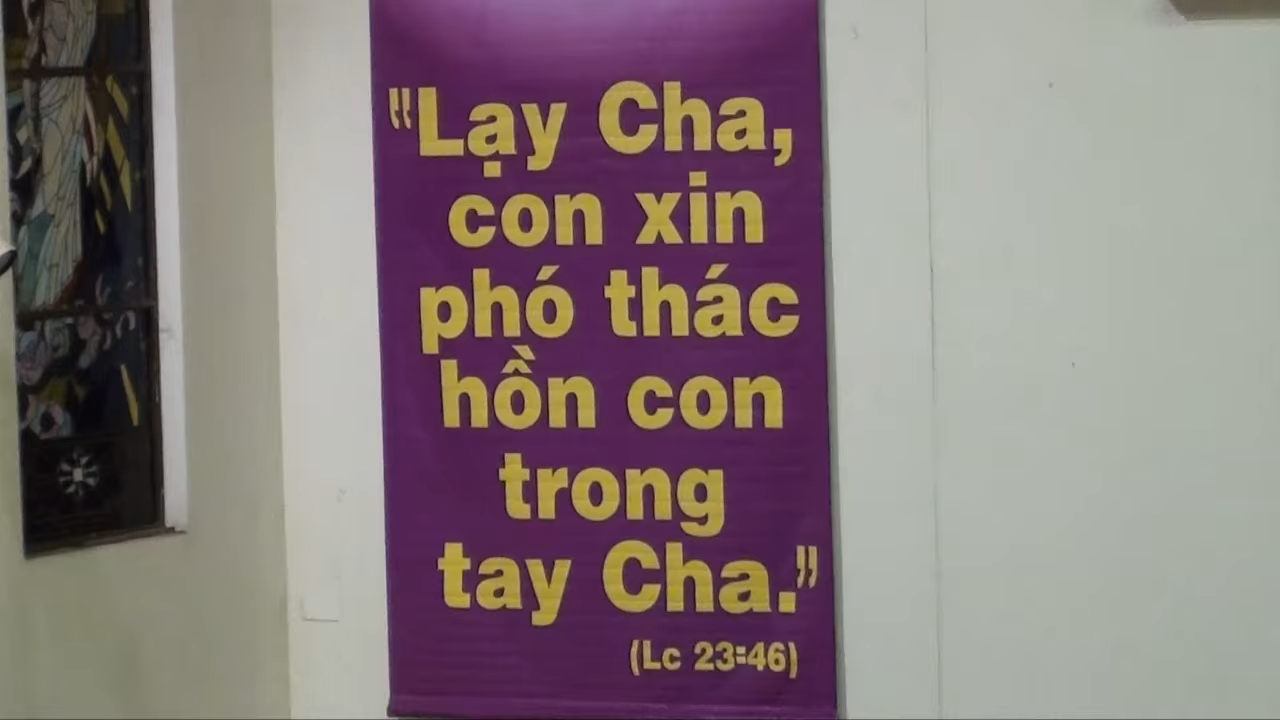 "Lạy Cha,
con xin
phó thác
hồn con
trong
tay Cha."
(Lc 23:46)